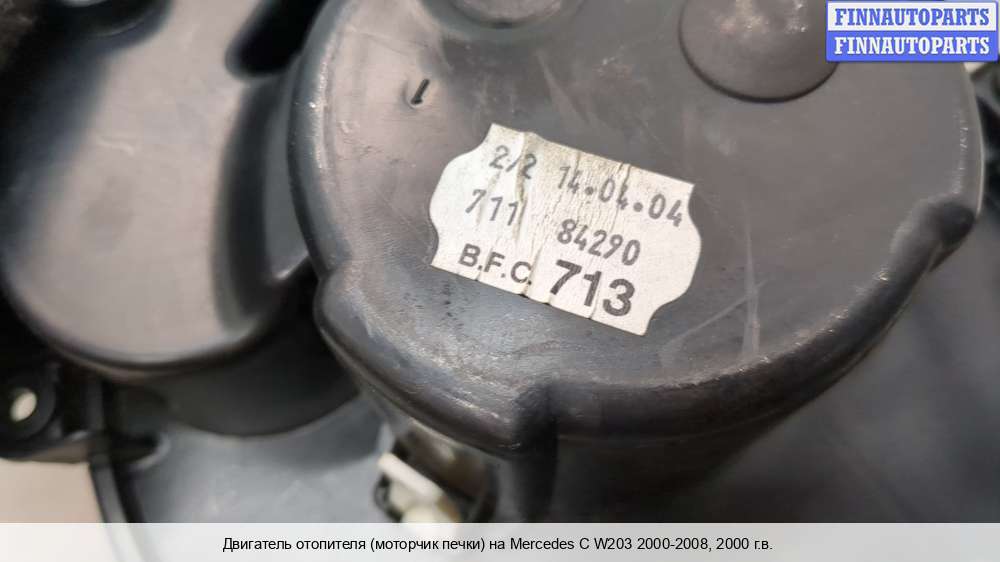 FINNAUTOPARTS
FINNAUTOPARTS
2/2 14.04.04
711 84290
B.F.C. 713
Двигатель отопителя (моторчик печки) на Mercedes C W203 2000-2008, 2000 г.в.